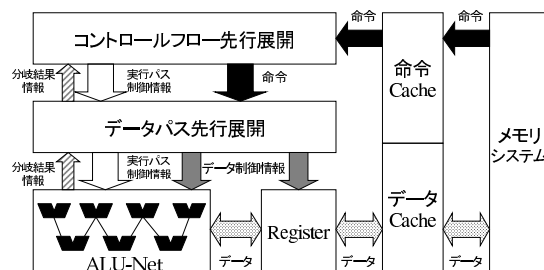 命令
命令
コントロールフロー先行展開
分岐結果
情報
実行パス
制御情報
命令
命令
Cache
データパス先行展開
メモリ
システム
分岐結果
情報
実行パス
制御情報
データ制御情報
データ
Cache
Register
ALU-Net
データ
データ
データ